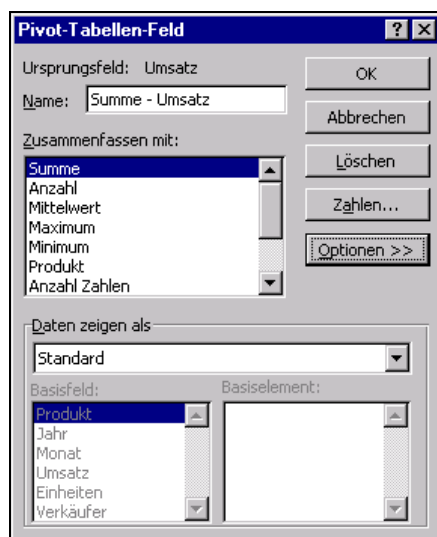 Pivot-Tabellen-Feld
Ursprungsfeld: Umsatz
Name: Summe - Umsatz
Zusammenfassen mit:
Summe
Anzahl
Mittelwert
Maximum
Minimum
Produkt
Anzahl Zahlen
OK
Abbrechen
Löschen
Zahlen...
Optionen >>
Daten zeigen als
Standard
Basisfeld:
Produkt
Jahr
Monat
Umsatz
Einheiten
Verkäufer
Basiselement: